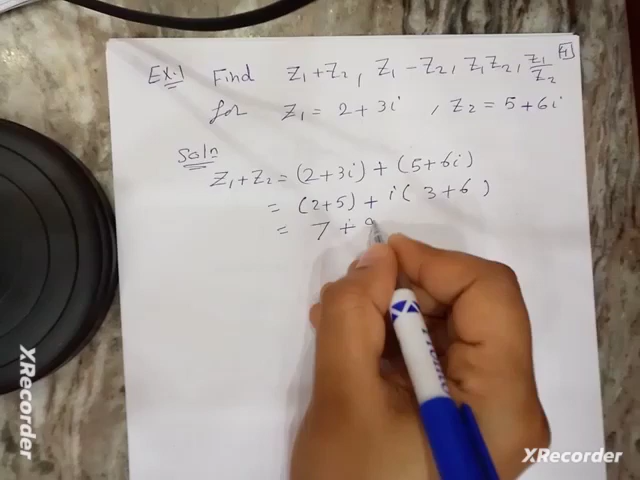 Ex.1 Find Z₁+Z₂, Z₁-Z₂, Z₁Z₂, Z₁/Z₂
for Z₁ = 2+3i, Z₂ = 5+6i
Soln
Z₁+Z₂ = (2+3i) + (5+6i)
= (2+5) + i(3+6)
= 7 + 9
XRecorder
XRecorder